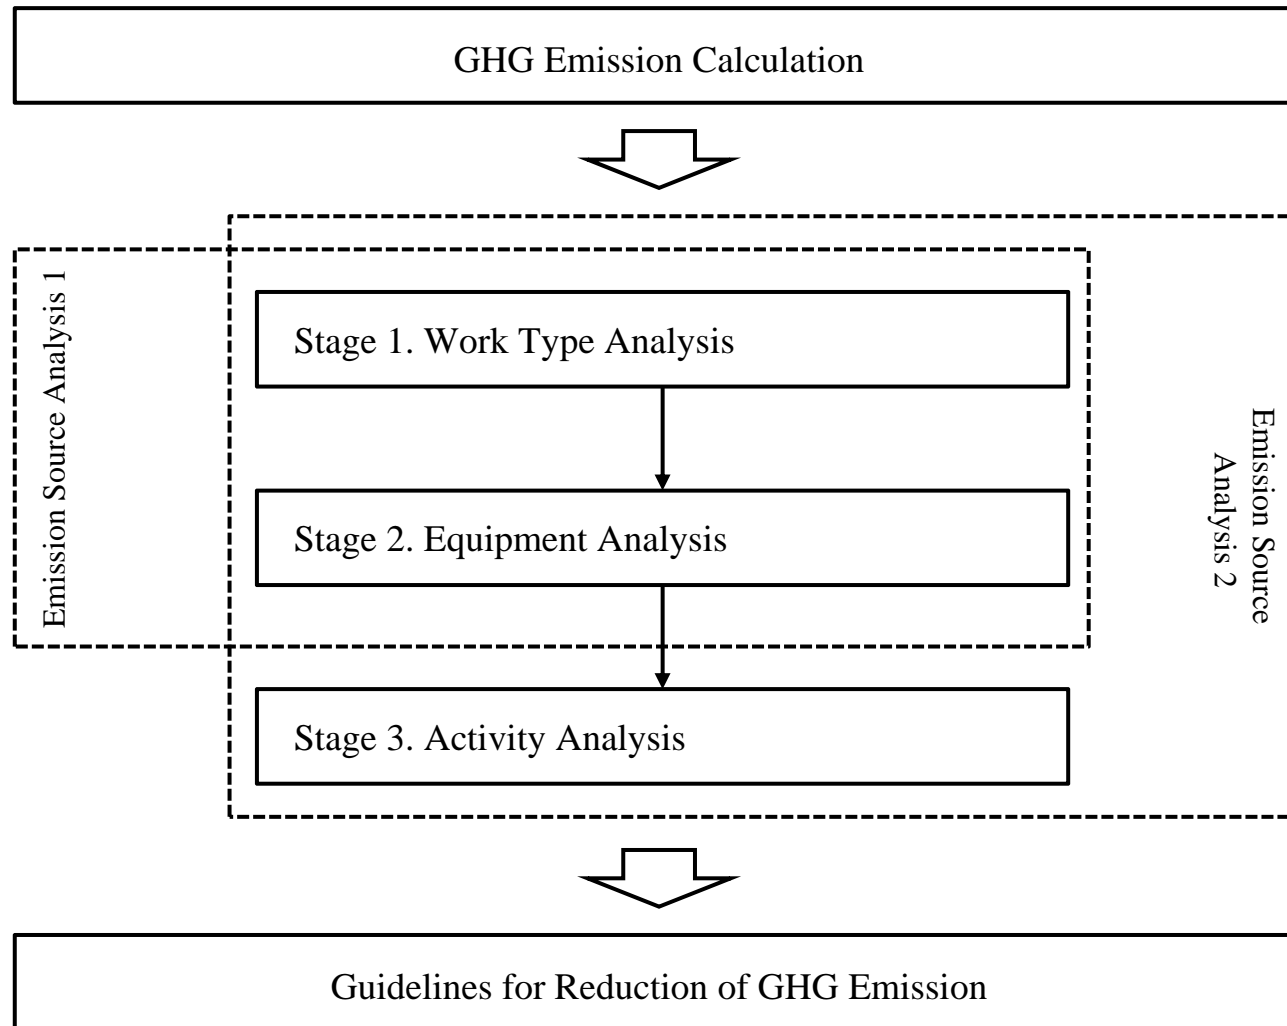 GHG Emission Calculation
Emission Source Analysis 1
Stage 1. Work Type Analysis
Stage 2. Equipment Analysis
Stage 3. Activity Analysis
Emission Source
Analysis 2
Guidelines for Reduction of GHG Emission